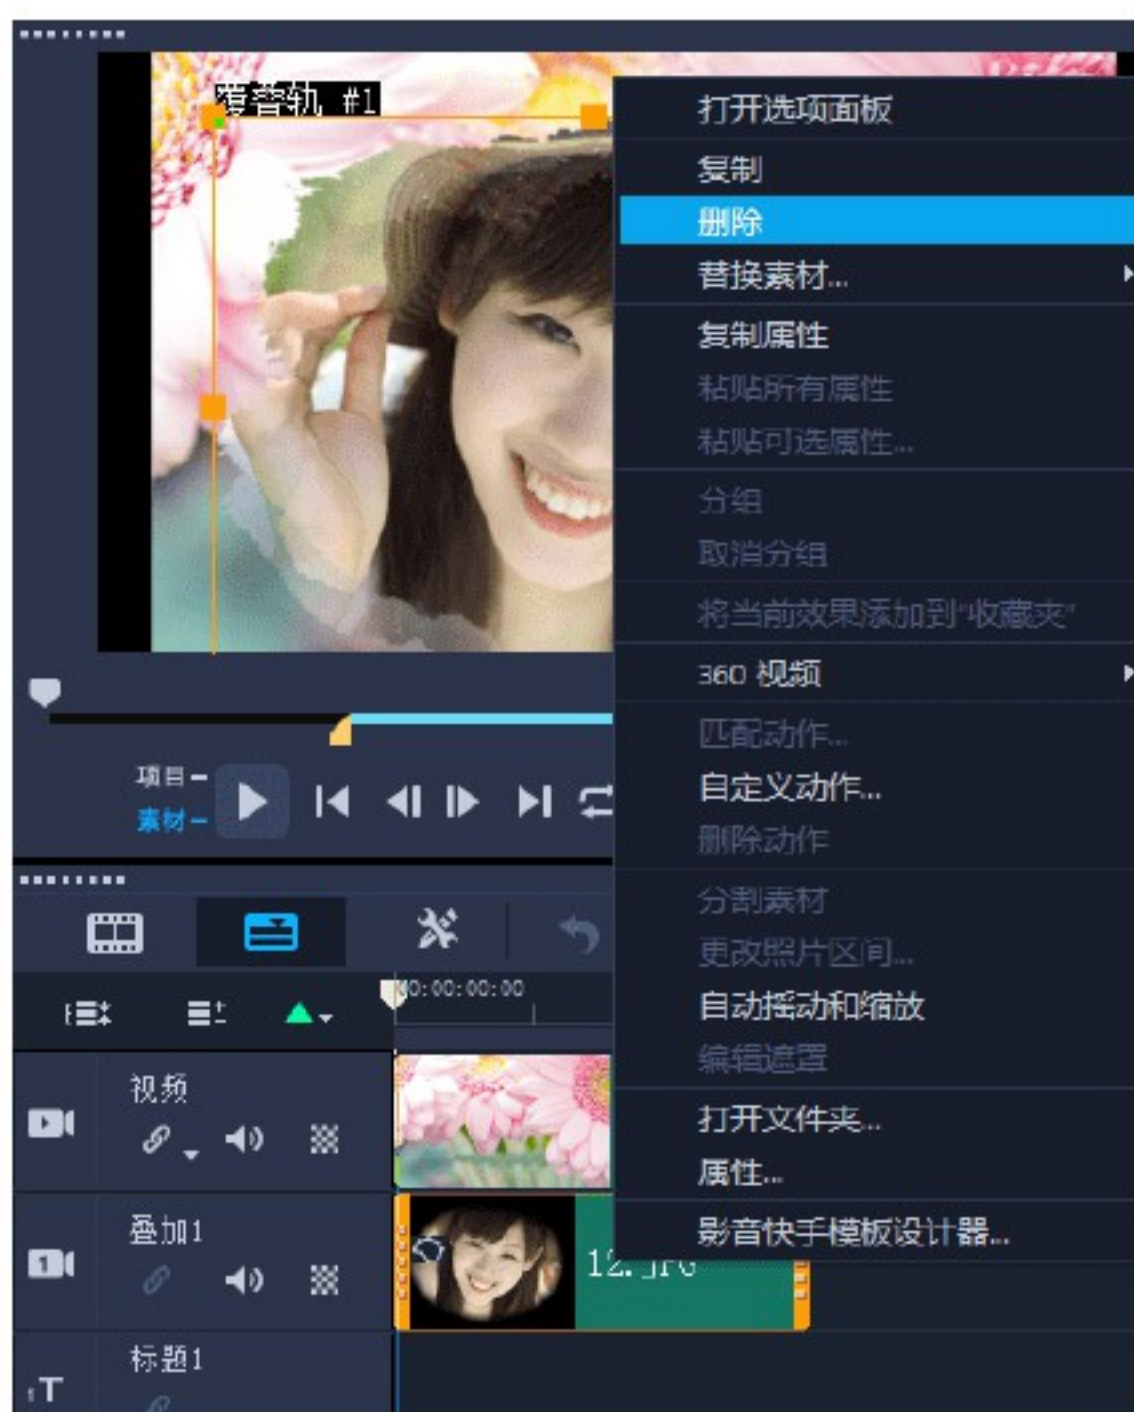 覆叠轨 #1
打开选项面板
复制
删除
替换素材...
复制属性
粘贴所有属性
粘贴可选属性...
分组
取消分组
将当前效果添加到"收藏夹"
360 视频
匹配动作...
自定义动作...
删除动作
分割素材
更改照片区间...
自动摇动和缩放
编辑遮罩
打开文件夹...
属性...
影音快手模板设计器...
项目-
素材-
00:00:00:00
视频
叠加1
1
12.JPG
标题1
1T